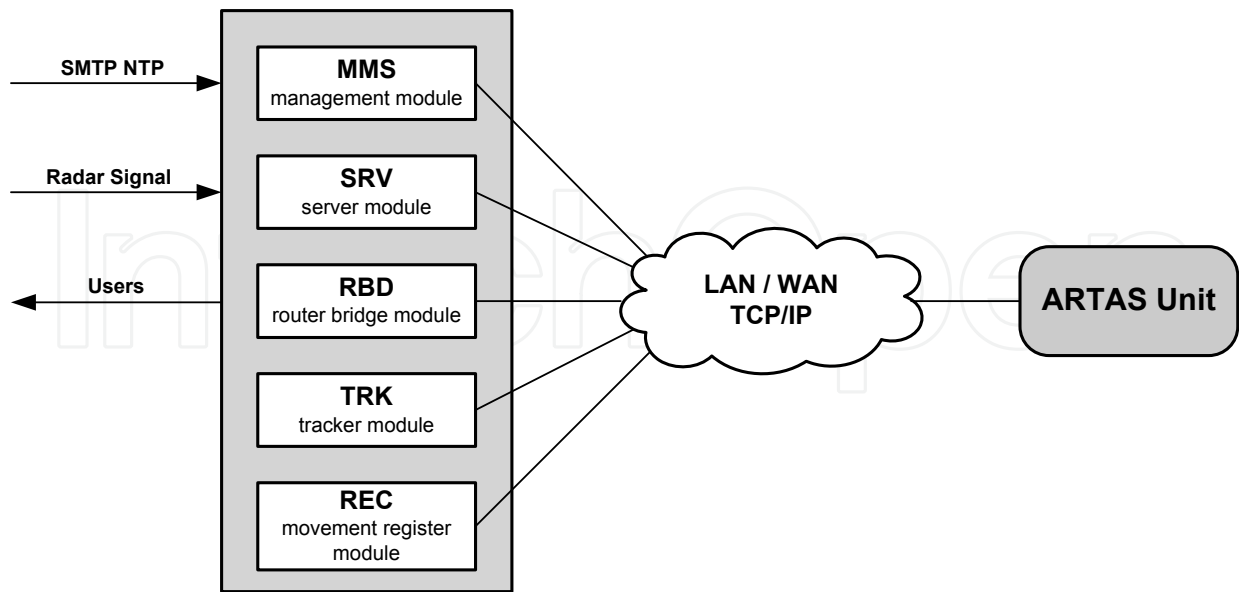 SMTP NTP
Radar Signal
Users
MMS
management module
SRV
server module
RBD
router bridge module
TRK
tracker module
REC
movement register
module
LAN / WAN
TCP/IP
ARTAS Unit
IntechOpen